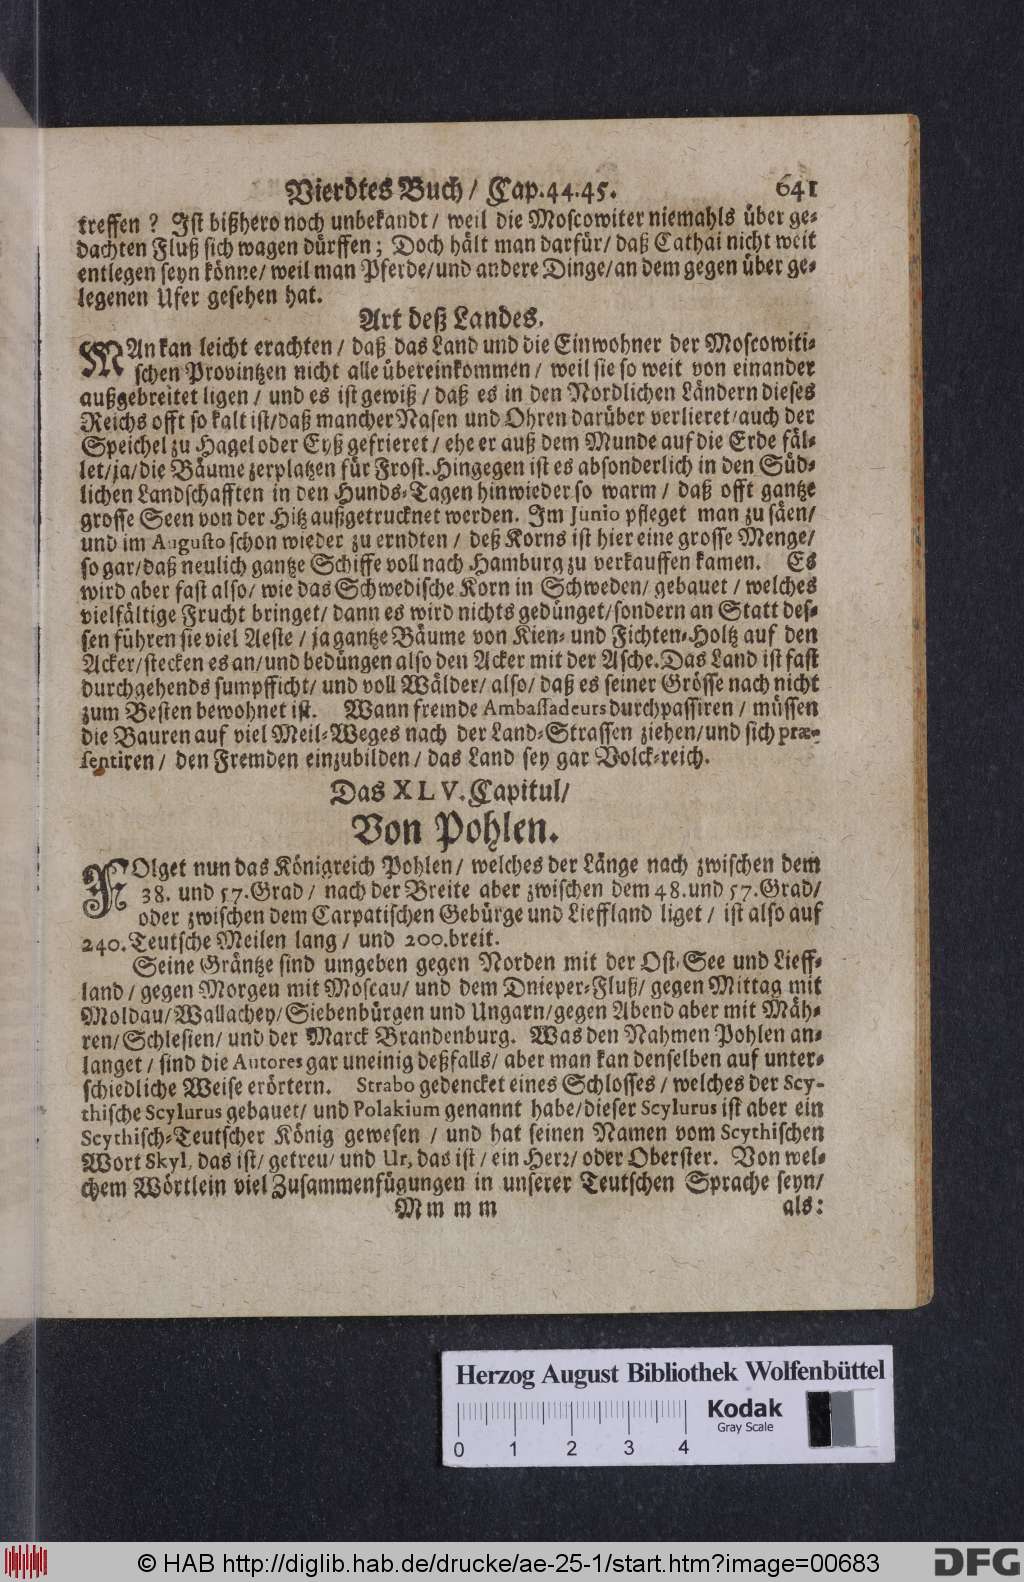 Vierdtes Buch / Cap. 44. 45. 641
treffen? Ist bißhero noch unbekandt / weil die Moscowiter niemahls über ge-
dachten Fluß sich wagen dürffen; Doch hält man darfür / daß Cathai nicht weit
entlegen seyn könne / weil man Pferde / und andere Dinge / an dem gegen über ge-
legenen Ufer gesehen hat.
Art deß Landes.
MAn kan leicht erachten / daß das Land und die Einwohner der Moscowiti-
schen Provintzen nicht alle übereinkommen / weil sie so weit von einander
außgebreitet ligen / und es ist gewiß / daß es in den Nordlichen Ländern dieses
Reichs offt so kalt ist / daß mancher Nasen und Ohren darüber verlieret / auch der
Speichel zu Hagel oder Eyß gefrieret / ehe er auß dem Munde auf die Erde fäl-
let / ja / die Bäume zerplatzen für Frost. Hingegen ist es absonderlich in den Süd-
lichen Landschafften in den Hunds-Tagen hinwieder so warm / daß offt gantze
grosse Seen von der Hitz außgetrucknet werden. Im Junio pfleget man zu säen /
und im Augusto schon wieder zu erndten / deß Korns ist hier eine grosse Menge /
so gar / daß neulich gantze Schiffe voll nach Hamburg zu verkauffen kamen. Es
wird aber fast also / wie das Schwedische Korn in Schweden / gebauet / welches
vielfältige Frucht bringet / dann es wird nichts gedünget / sondern an Statt des-
sen führen sie viel Aeste / ja gantze Bäume von Kien- und Fichten-Holtz auf den
Acker / stecken es an / und bedüngen also den Acker mit der Asche. Das Land ist fast
durchgehends sumpfficht / und voll Wälder / also / daß es seiner Grösse nach nicht
zum Besten bewohnet ist. Wann fremde Ambassadeurs durchpassiren / müssen
die Bauren auf viel Meil-Weges nach der Land-Strassen ziehen / und sich præ-
sentiren / den Fremden einzubilden / das Land sey gar Volck-reich.
Das XLV. Capitul /
Von Pohlen.
FOlget nun das Königreich Pohlen / welches der Länge nach zwischen dem
38. und 57. Grad / nach der Breite aber zwischen dem 48. und 57. Grad /
oder zwischen dem Carpatischen Gebürge und Lieffland liget / ist also auf
240. Teutsche Meilen lang / und 200. breit.
Seine Gräntze sind umgeben gegen Norden mit der Ost-See und Lieff-
land / gegen Morgen mit Moscau / und dem Dnieper-Fluß / gegen Mittag mit
Moldau / Wallachey / Siebenbürgen und Ungarn / gegen Abend aber mit Mäh-
ren / Schlesien / und der Marck Brandenburg. Was den Nahmen Pohlen an-
langet / sind die Autores gar uneinig deßfalls / aber man kan denselben auf unter-
schiedliche Weise erörtern. Strabo gedencket eines Schlosses / welches der Scy-
thische Scylurus gebauet / und Polakium genannt habe / dieser Scylurus ist aber ein
Scythisch-Teutscher König gewesen / und hat seinen Namen vom Scythischen
Wort Skyl, das ist / getreu / und Ur, das ist / ein Herr / oder Oberster. Von wel-
chem Wörtlein viel Zusammenfügungen in unserer Teutschen Sprache seyn /
M m m m als:
Herzog August Bibliothek Wolfenbüttel
Kodak
Gray Scale
0 1 2 3 4
© HAB http://diglib.hab.de/drucke/ae-25-1/start.htm?image=00683
DFG